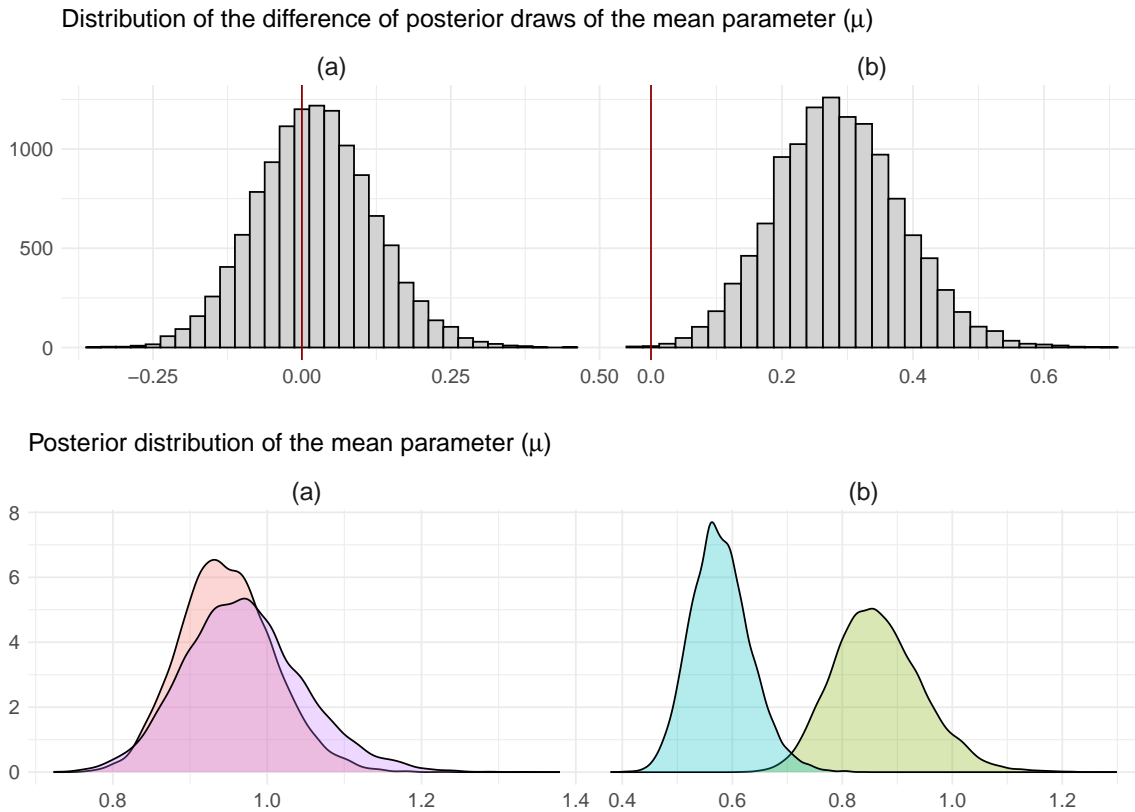 Distribution of the difference of posterior draws of the mean parameter (μ)
(a) (b)
1000
500
0
−0.25 0.00 0.25 0.50 0.0 0.2 0.4 0.6
Posterior distribution of the mean parameter (μ)
(a) (b)
8
6
4
2
0
0.8 1.0 1.2 1.4 0.4 0.6 0.8 1.0 1.2